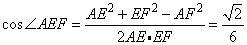 cos∠AEF = (AE² + EF² − AF²) / (2AE•EF) = √2 / 6